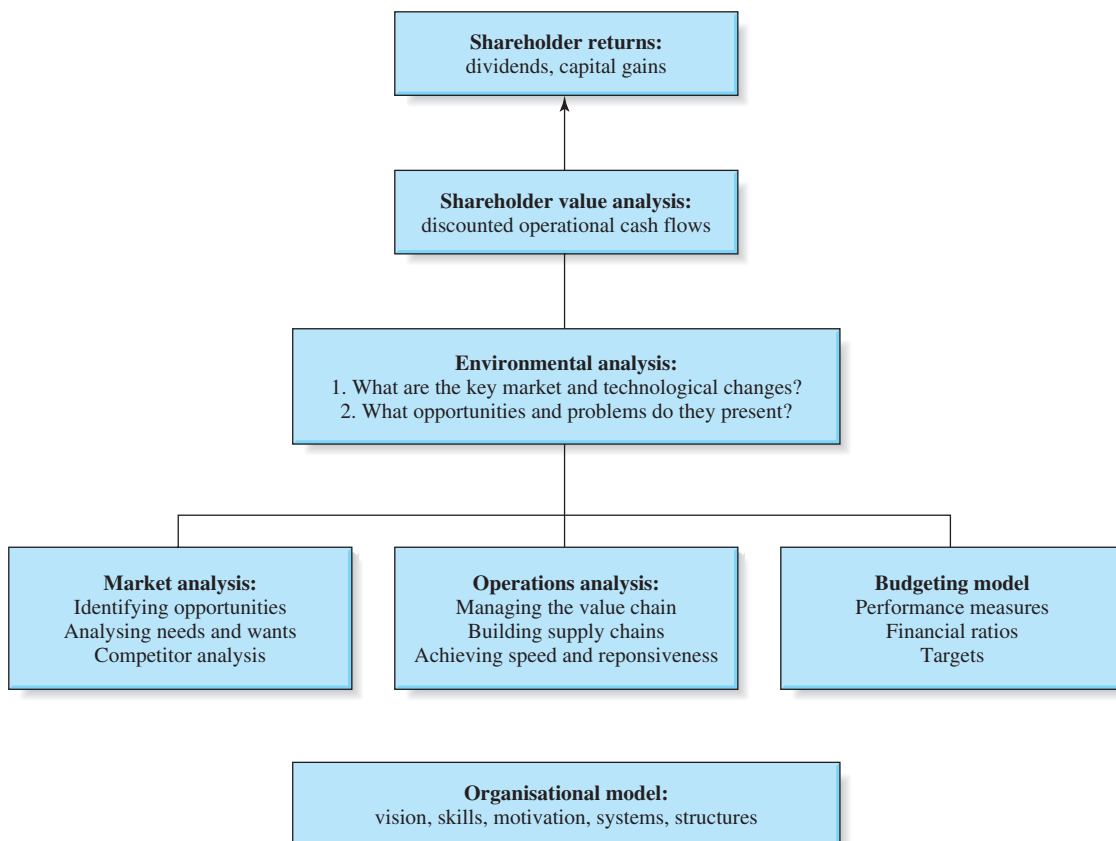 Shareholder returns:
dividends, capital gains
Shareholder value analysis:
discounted operational cash flows
Environmental analysis:
1. What are the key market and technological changes?
2. What opportunities and problems do they present?
Market analysis:
Identifying opportunities
Analysing needs and wants
Competitor analysis
Operations analysis:
Managing the value chain
Building supply chains
Achieving speed and reponsiveness
Budgeting model
Performance measures
Financial ratios
Targets
Organisational model:
vision, skills, motivation, systems, structures